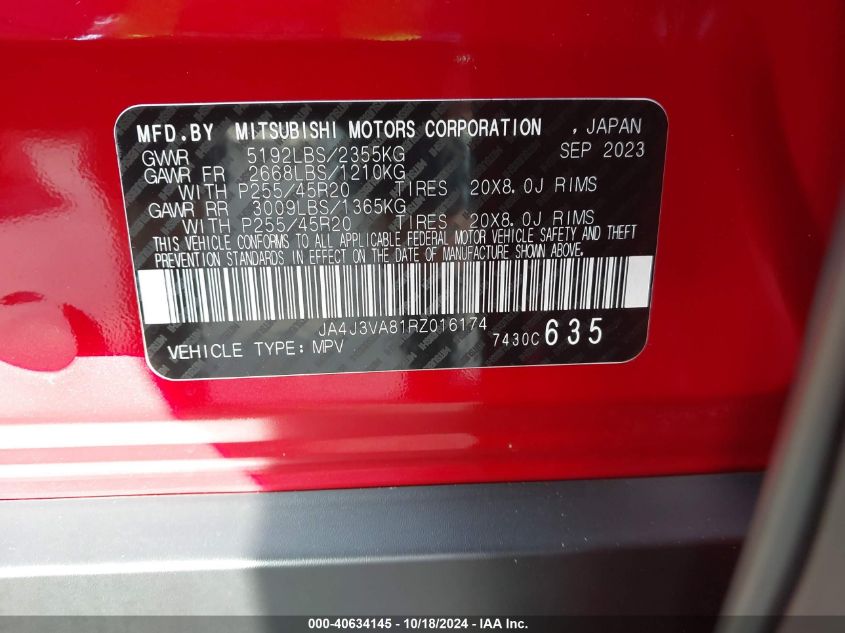 MFD.BY MITSUBISHI MOTORS CORPORATION , JAPAN
GVWR 5192LBS/2355KG SEP 2023
GAWR FR 2668LBS/1210KG
WITH P255/45R20 TIRES 20X8.0J RIMS
GAWR RR 3009LBS/1365KG
WITH P255/45R20 TIRES 20X8.0J RIMS
THIS VEHICLE CONFORMS TO ALL APPLICABLE FEDERAL MOTOR VEHICLE SAFETY AND THEFT
PREVENTION STANDARDS IN EFFECT ON THE DATE OF MANUFACTURE SHOWN ABOVE.
JA4J3VA81RZ016174
VEHICLE TYPE: MPV 7430C 635
000-40634145 / 10/18/2024 - IAA Inc.